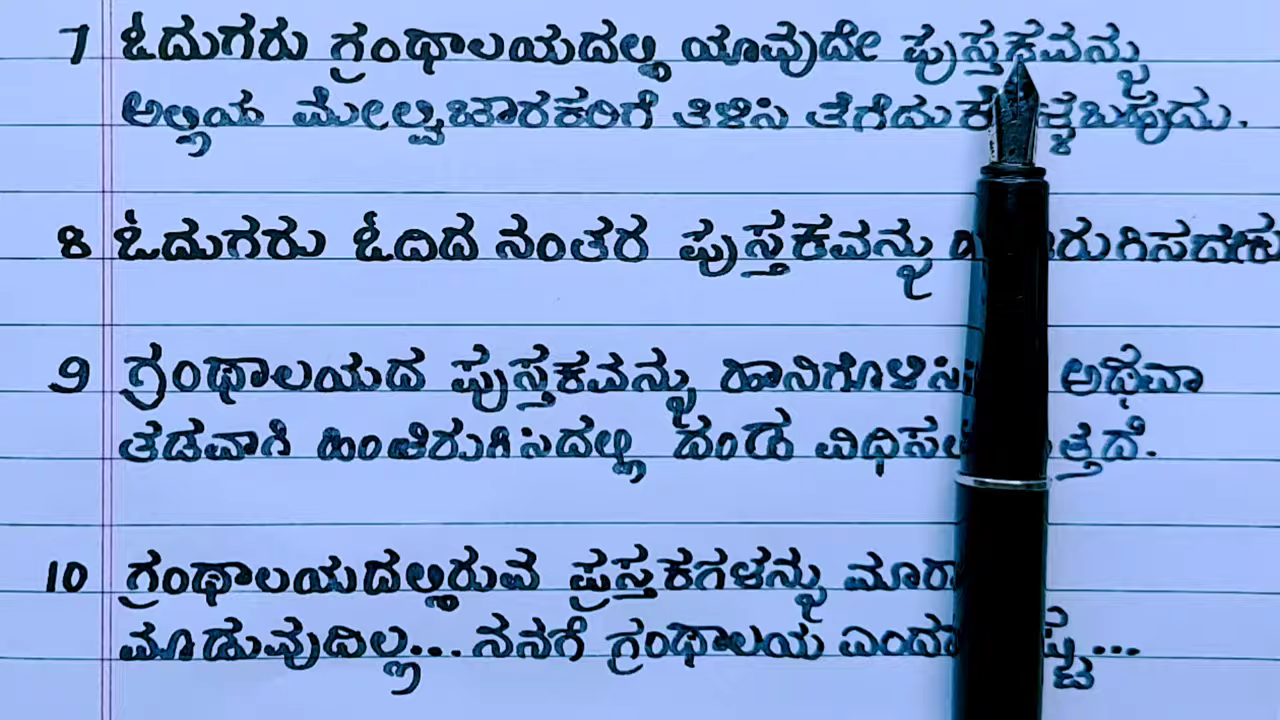 7 ಓದುಗರು ಗ್ರಂಥಾಲಯದಲ್ಲಿ ಯಾವುದೇ ಪುಸ್ತಕವನ್ನು
ಅಲ್ಲಿಯ ಮೇಲ್ವಿಚಾರಕರಿಗೆ ತಿಳಿಸಿ
8 ಓದುಗರು ಓದಿದ ನಂತರ ಪುಸ್ತಕವನ್ನು
9 ಗ್ರಂಥಾಲಯದ ಪುಸ್ತಕವನ್ನು ಅಥವಾ
ತಡವಾಗಿ ಹಿಂತಿರುಗಿಸಿದಲ್ಲಿ ದಂಡ
10 ಗ್ರಂಥಾಲಯದಲ್ಲಿರುವ ಪುಸ್ತಕಗಳನ್ನು
ಮಾಡುವುದಿಲ್ಲ... ನನಗೆ ಗ್ರಂಥಾಲಯ